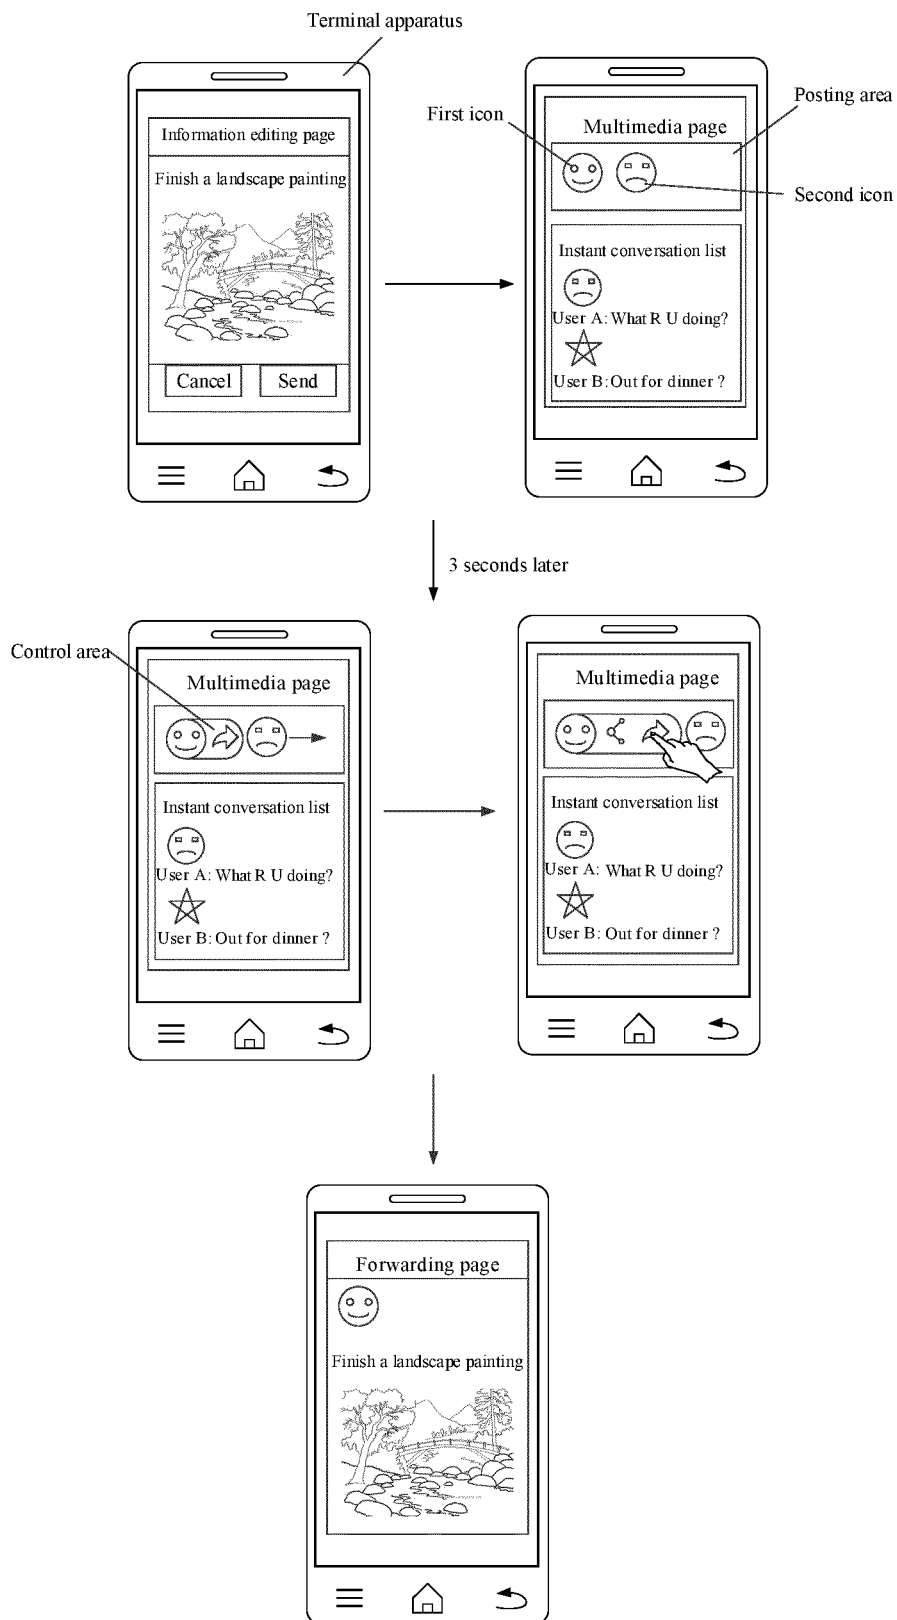 Terminal apparatus
Information editing page
Finish a landscape painting
Cancel
Send
First icon
Posting area
Multimedia page
Second icon
Instant conversation list
User A: What R U doing?
User B: Out for dinner ?
3 seconds later
Control area
Multimedia page
Instant conversation list
User A: What R U doing?
User B: Out for dinner ?
Multimedia page
Instant conversation list
User A: What R U doing?
User B: Out for dinner ?
Forwarding page
Finish a landscape painting